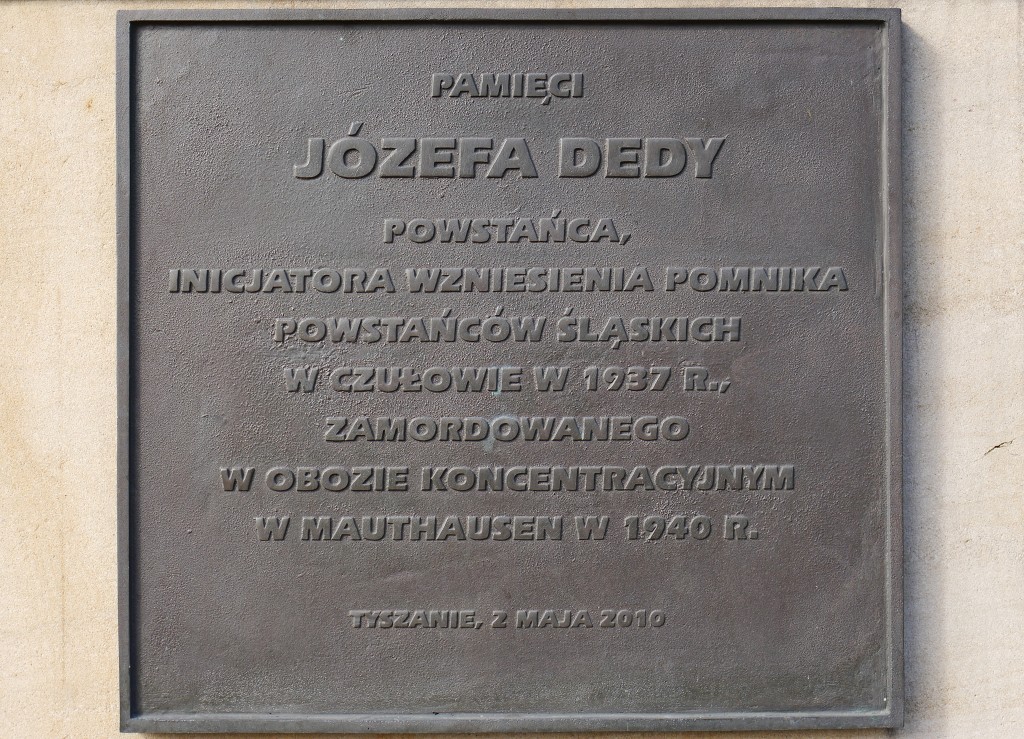 PAMIĘCI
JÓZEFA DEDY
POWSTAŃCA,
INICJATORA WZNIESIENIA POMNIKA
POWSTAŃCÓW ŚLĄSKICH
W CZUŁOWIE W 1937 R.,
ZAMORDOWANEGO
W OBOZIE KONCENTRACYJNYM
W MAUTHAUSEN W 1940 R.
TYSZANIE, 2 MAJA 2010